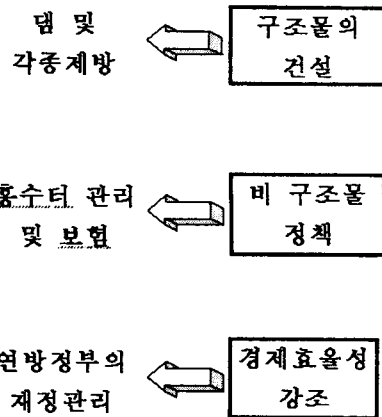 댐 및
각종제방
구조물의
건설
홍수터 관리
및 보험
비 구조물
정책
연방정부의
재정관리
경제효율성
강조